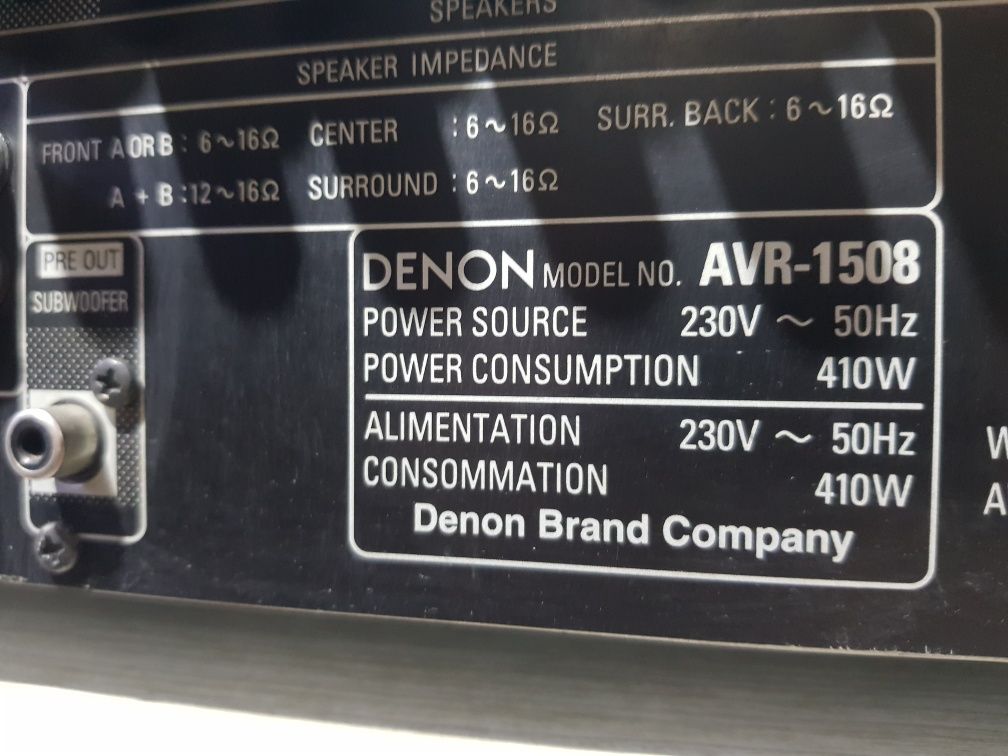 SPEAKERS
SPEAKER IMPEDANCE
FRONT A OR B : 6～16Ω CENTER : 6～16Ω SURR. BACK : 6～16Ω
A + B : 12～16Ω SURROUND : 6～16Ω
PRE OUT
SUBWOOFER
DENON MODEL NO. AVR-1508
POWER SOURCE 230V ～ 50Hz
POWER CONSUMPTION 410W
ALIMENTATION 230V ～ 50Hz
CONSOMMATION 410W
Denon Brand Company